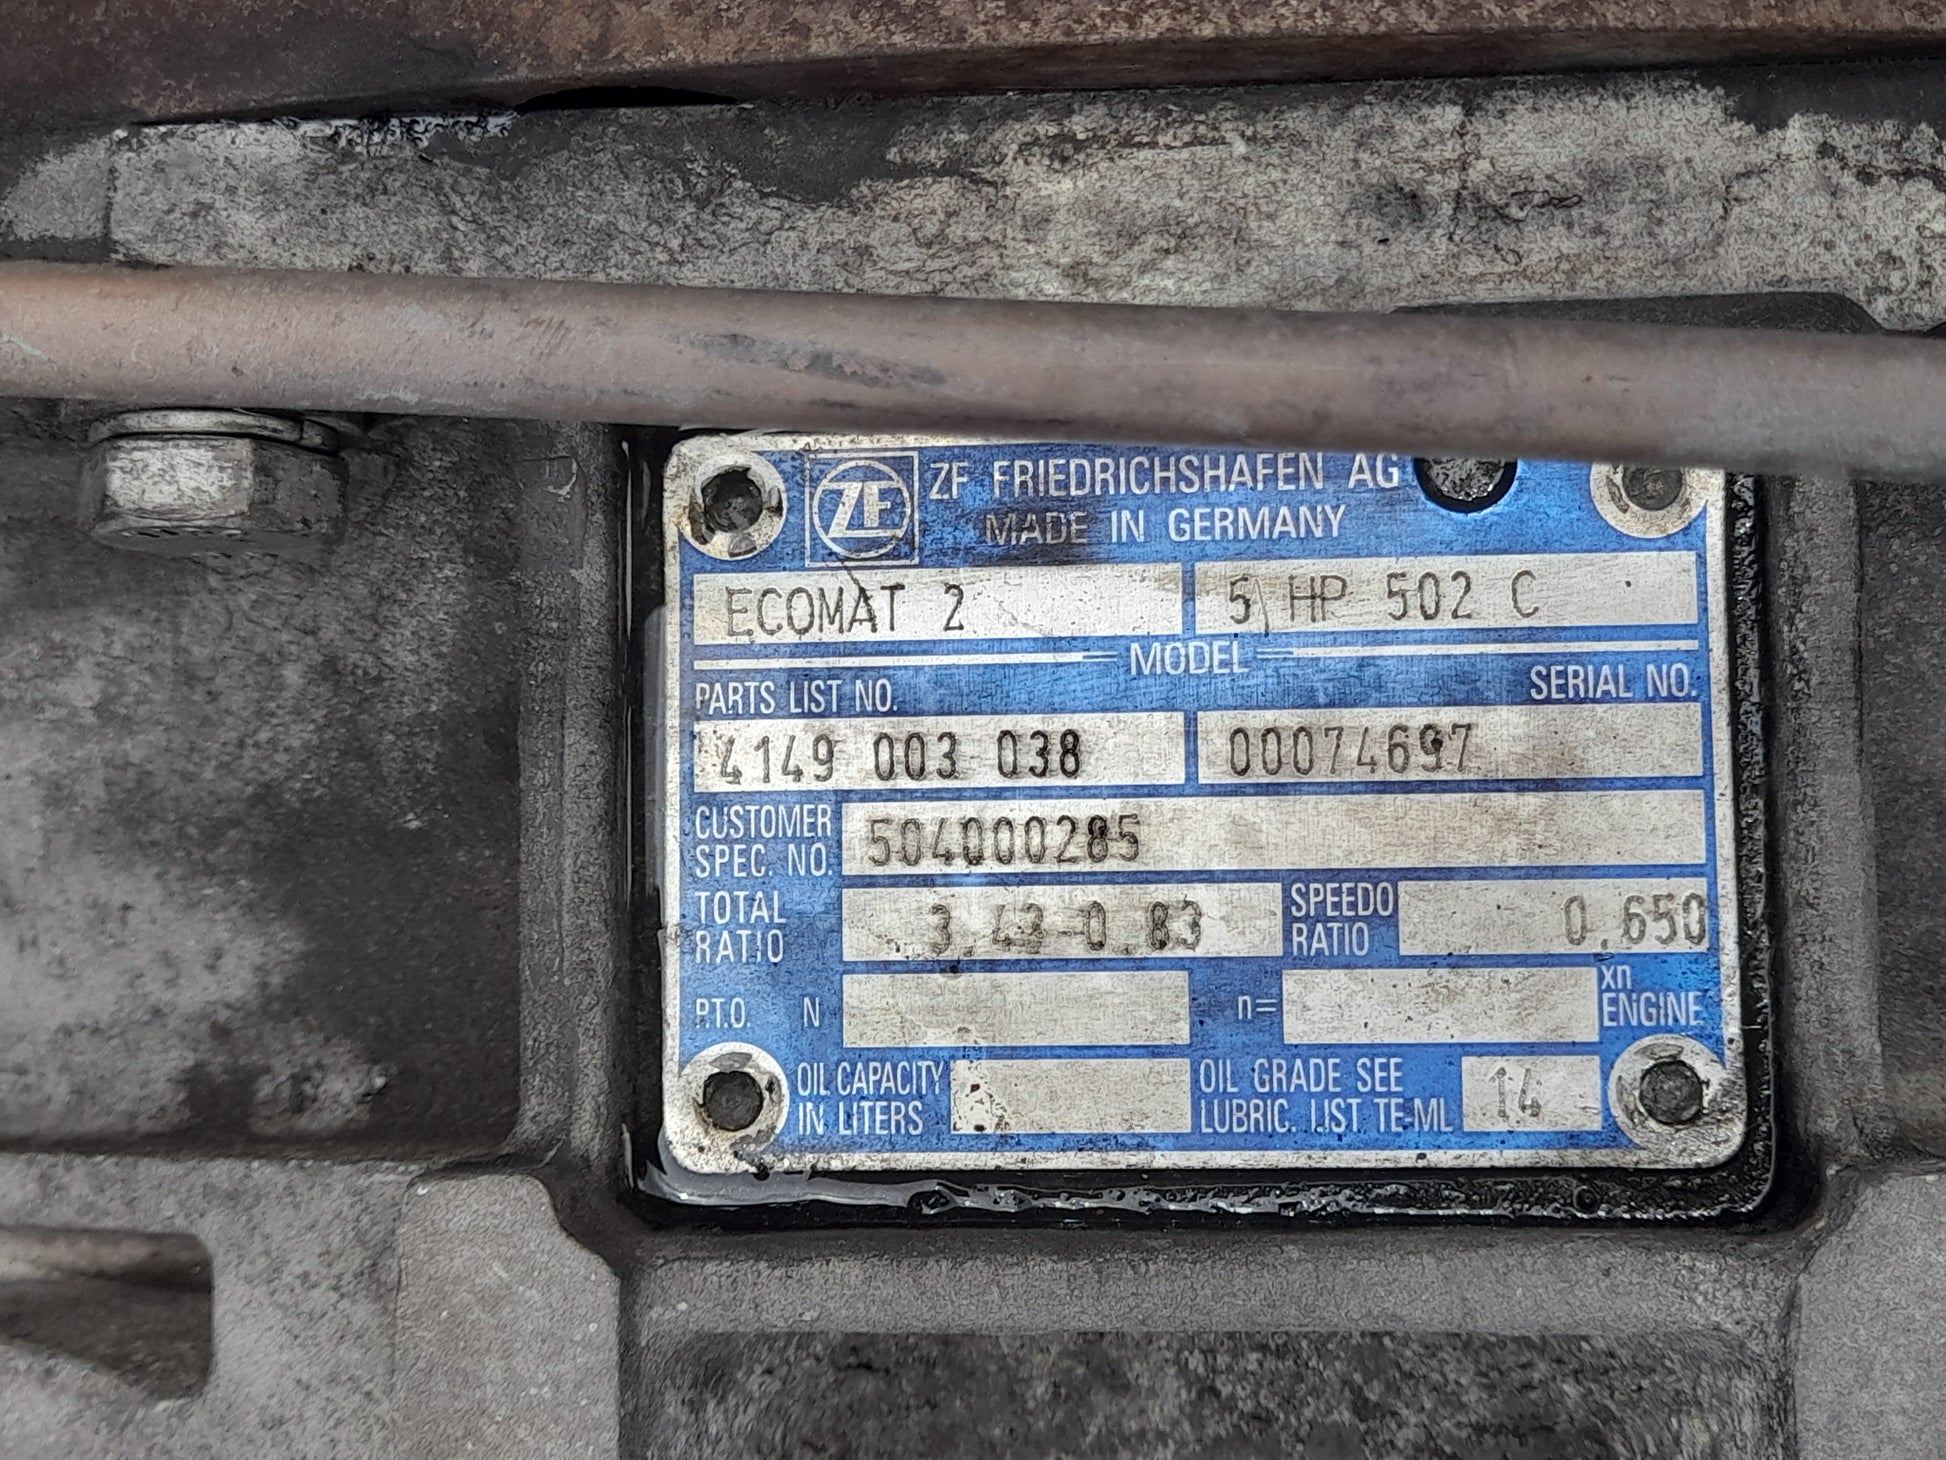 ZF ZF FRIEDRICHSHAFEN AG
MADE IN GERMANY
ECOMAT 2 5 HP 502 C
MODEL
PARTS LIST NO. SERIAL NO.
4149 003 038 00074697
CUSTOMER SPEC. NO. 504000285
TOTAL RATIO 3,43-0,83 SPEEDO RATIO 0,650
P.T.O. N n= xn ENGINE
OIL CAPACITY IN LITERS OIL GRADE SEE LUBRIC. LIST TE-ML 14